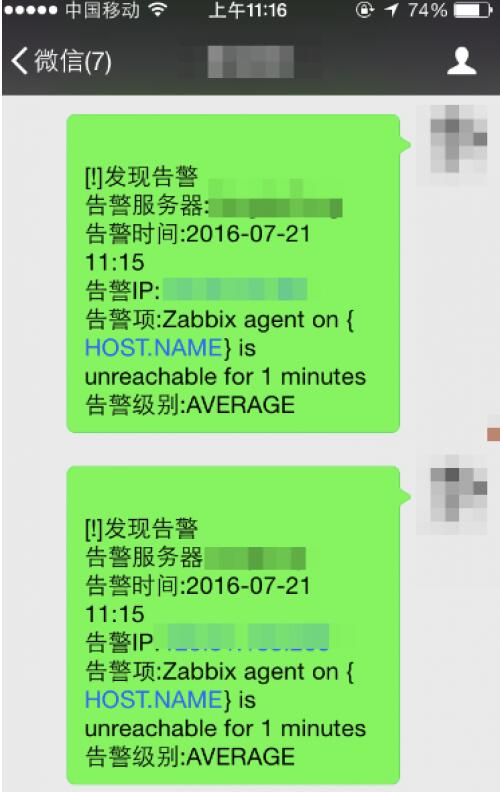 中国移动
上午11:16
74%
微信(7)
[!]发现告警
告警服务器:
告警时间:2016-07-21
11:15
告警IP:
告警项:Zabbix agent on {
HOST.NAME} is
unreachable for 1 minutes
告警级别:AVERAGE
[!]发现告警
告警服务器
告警时间:2016-07-21
11:15
告警IP:
告警项:Zabbix agent on {
HOST.NAME} is
unreachable for 1 minutes
告警级别:AVERAGE